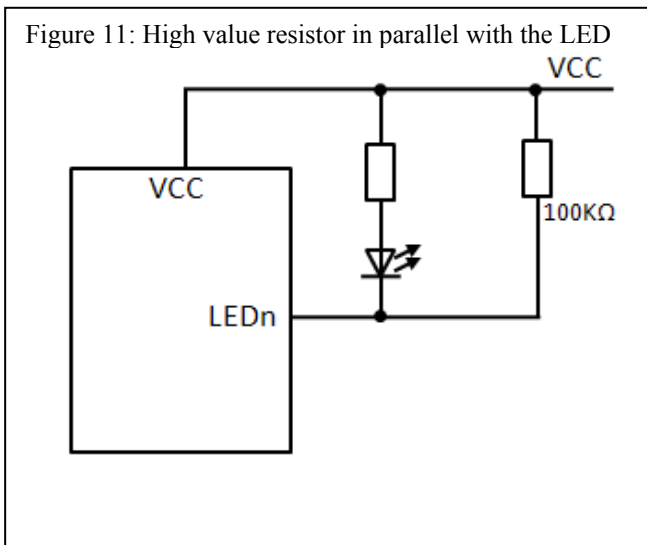 Figure 11: High value resistor in parallel with the LED
VCC
VCC
100KΩ
LEDn